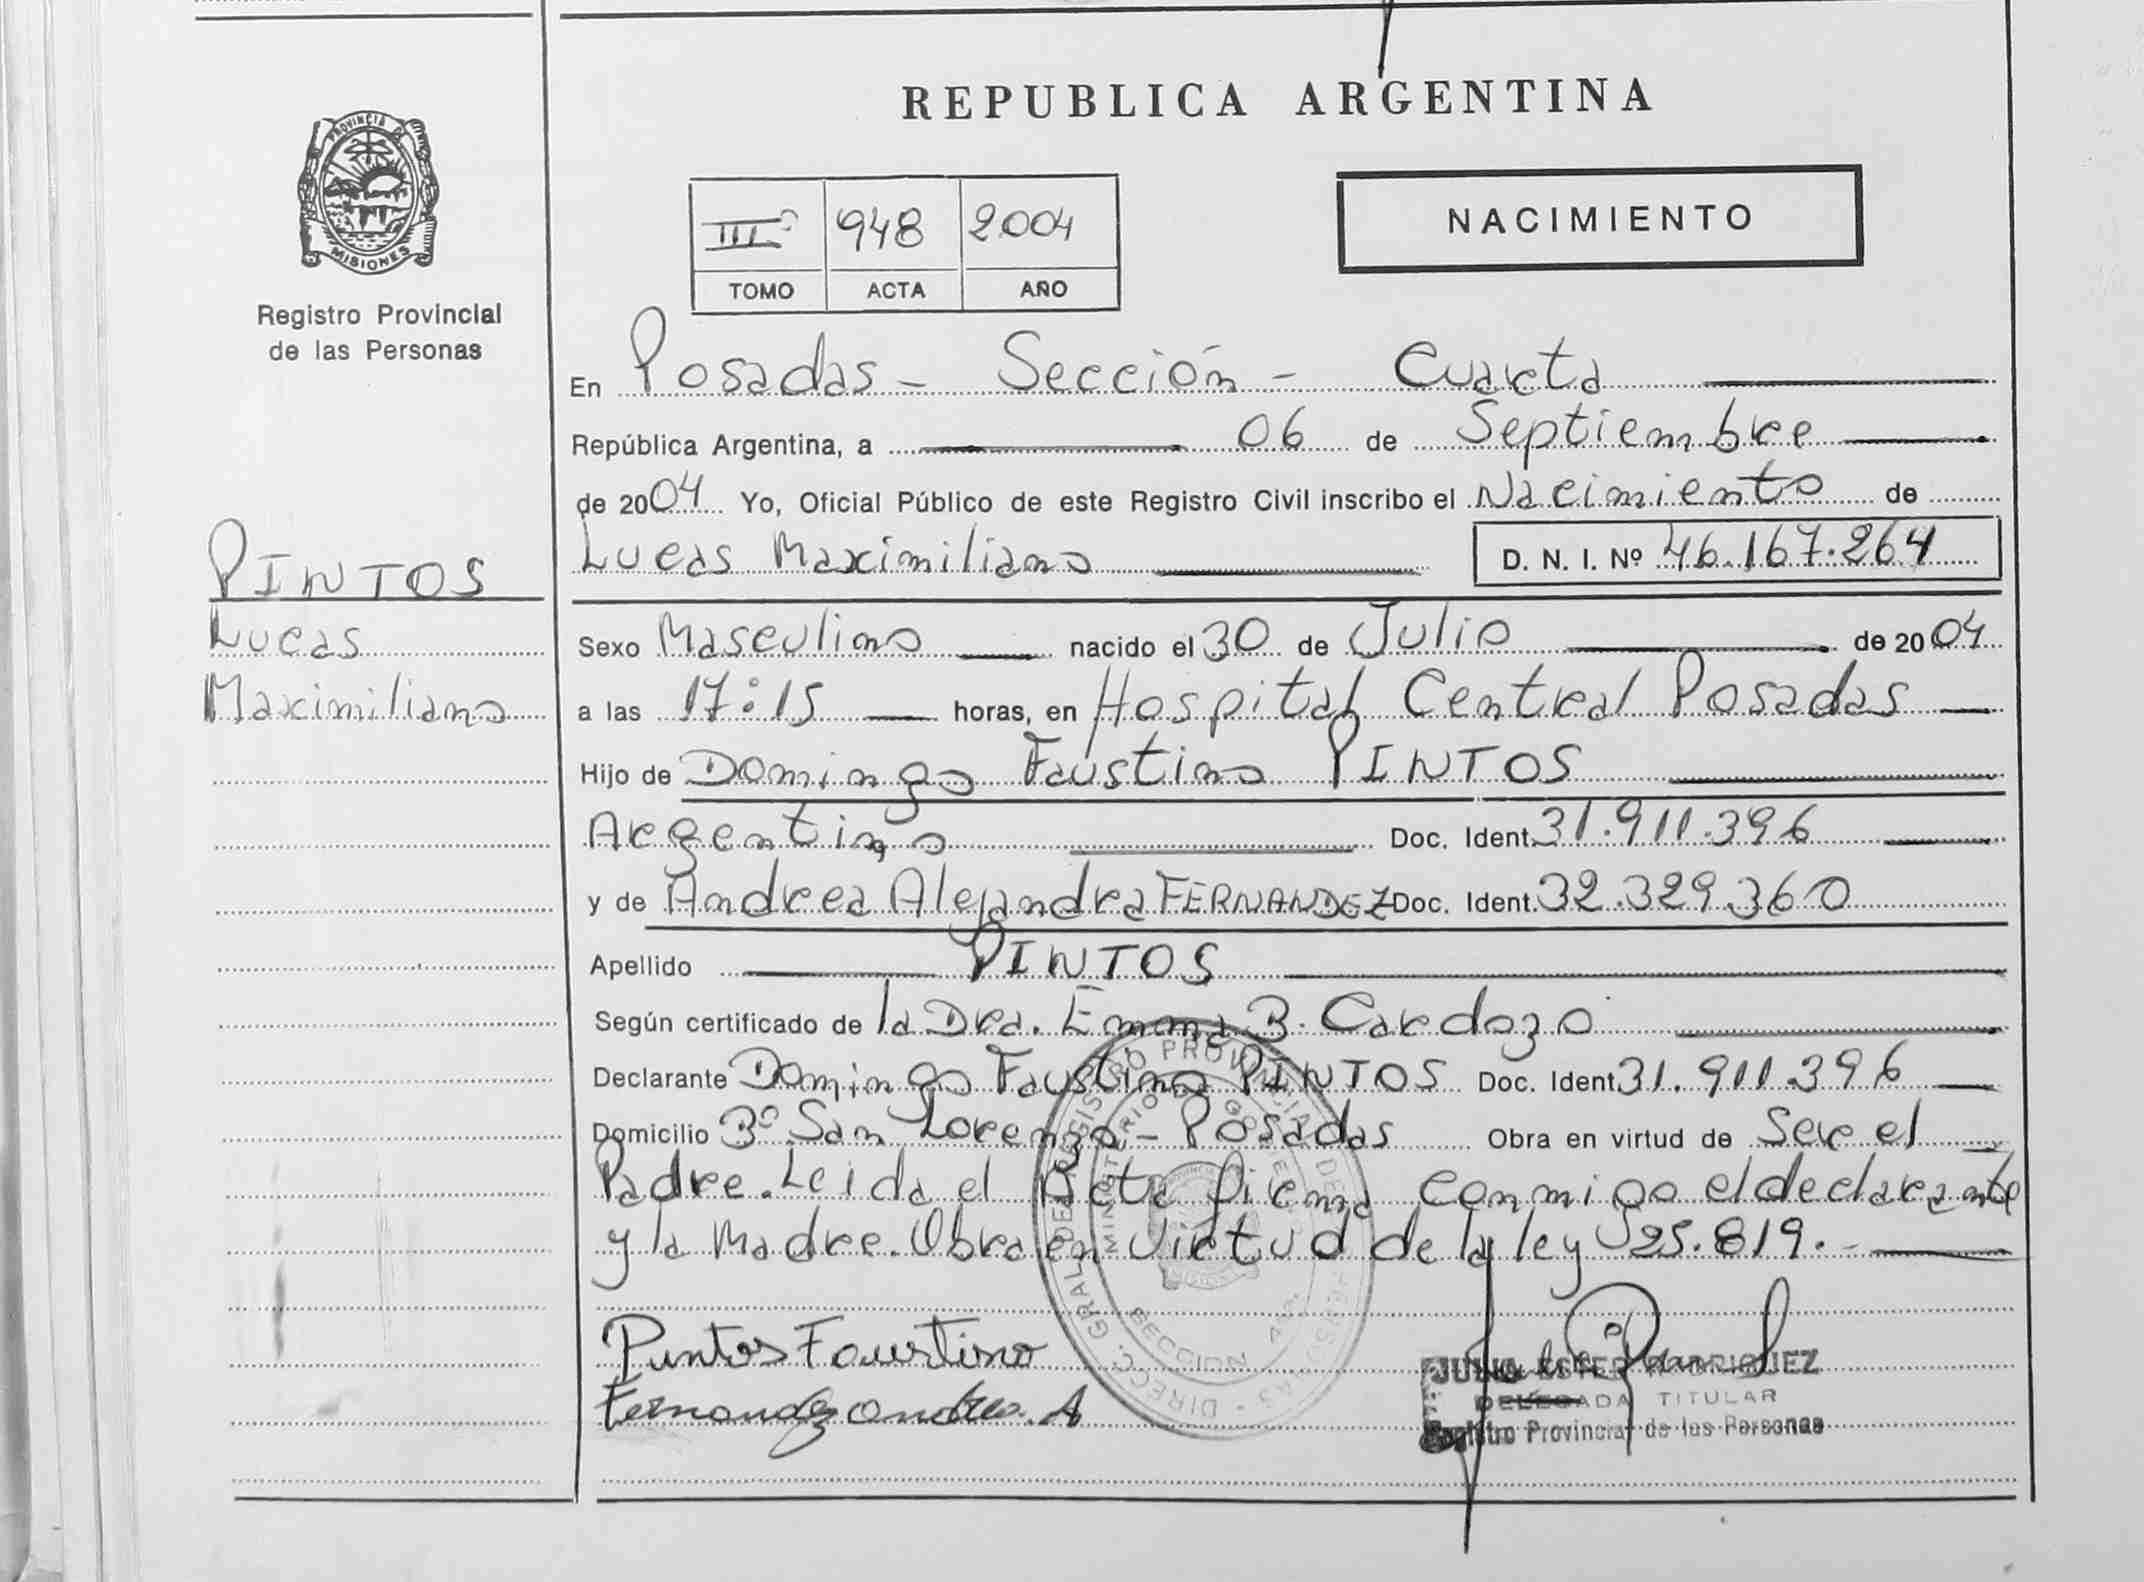 REPUBLICA ARGENTINA
PROVINCIA DE
MISIONES
Registro Provincial
de las Personas
III° 948 2004
TOMO ACTA AÑO
NACIMIENTO
En Posadas - Sección - Cuarta
República Argentina, a 06 de Septiembre
de 2004 Yo, Oficial Público de este Registro Civil inscribo el Nacimiento de
PINTOS
Lucas Maximiliano D. N. I. Nº 46.167.264
Lucas
Sexo Masculino nacido el 30 de Julio de 2004
Maximiliano
a las 17:15 horas, en Hospital Central Posadas
Hijo de Domingo Faustino PINTOS
Argentino Doc. Ident. 31.911.396
y de Andrea Alejandra FERNANDEZ Doc. Ident. 32.329.360
Apellido PINTOS
Según certificado de la Dra. Emma B. Cardozo
Declarante Domingo Faustino PINTOS Doc. Ident 31.911.396
Domicilio Bº San Lorenzo - Posadas Obra en virtud de Ser el
Padre. Leida el Acta firma conmigo el declarante
y la Madre. Obra en Virtud de la ley 25.819.-
Pintos Faustino
Fernandez Andrea. A
ESTER RODRIGUEZ
DELEGADA TITULAR
Registro Provincial de las Personas